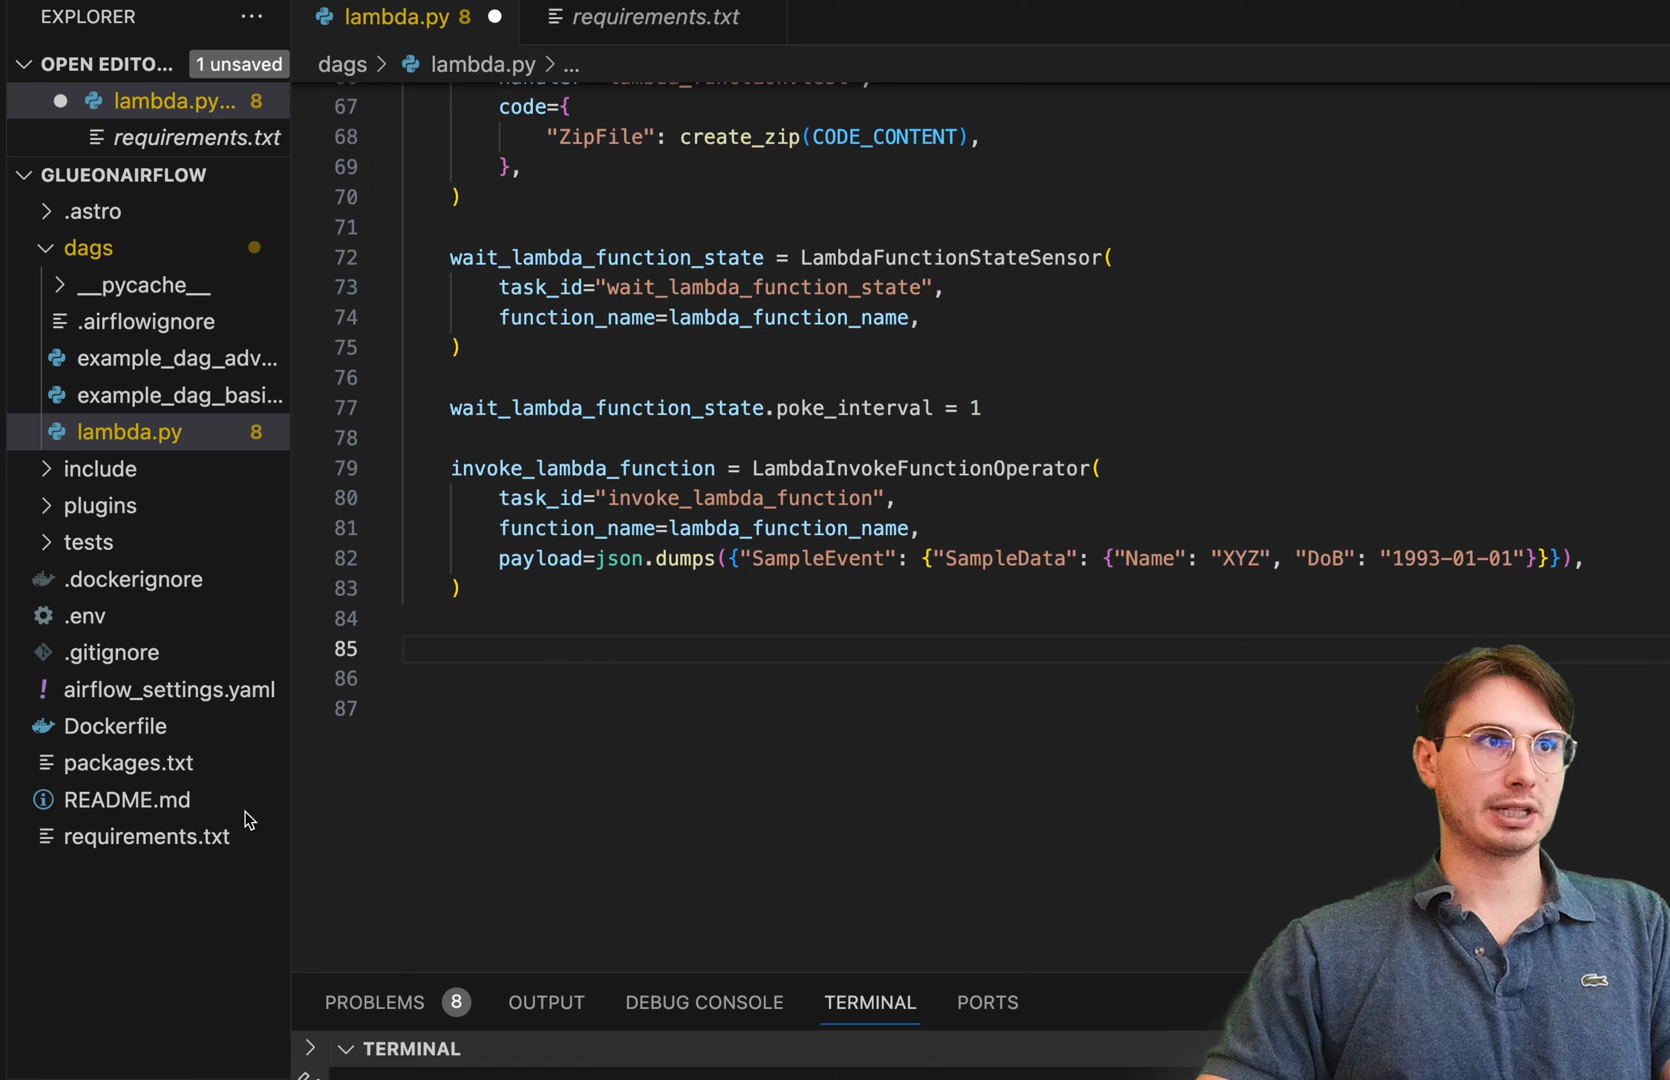 EXPLORER ...
lambda.py 8
requirements.txt
OPEN EDITO... 1 unsaved
lambda.py... 8
requirements.txt
dags > lambda.py > ...
GLUEONAIRFLOW
.astro
dags
__pycache__
.airflowignore
example_dag_adv...
example_dag_basi...
lambda.py 8
include
plugins
tests
.dockerignore
.env
.gitignore
! airflow_settings.yaml
Dockerfile
packages.txt
README.md
requirements.txt
67 code={
68 "ZipFile": create_zip(CODE_CONTENT),
69 },
70 )
71
72 wait_lambda_function_state = LambdaFunctionStateSensor(
73 task_id="wait_lambda_function_state",
74 function_name=lambda_function_name,
75 )
76
77 wait_lambda_function_state.poke_interval = 1
78
79 invoke_lambda_function = LambdaInvokeFunctionOperator(
80 task_id="invoke_lambda_function",
81 function_name=lambda_function_name,
82 payload=json.dumps({"SampleEvent": {"SampleData": {"Name": "XYZ", "DoB": "1993-01-01"}}}),
83 )
84
85
86
87
PROBLEMS 8 OUTPUT DEBUG CONSOLE TERMINAL PORTS
TERMINAL